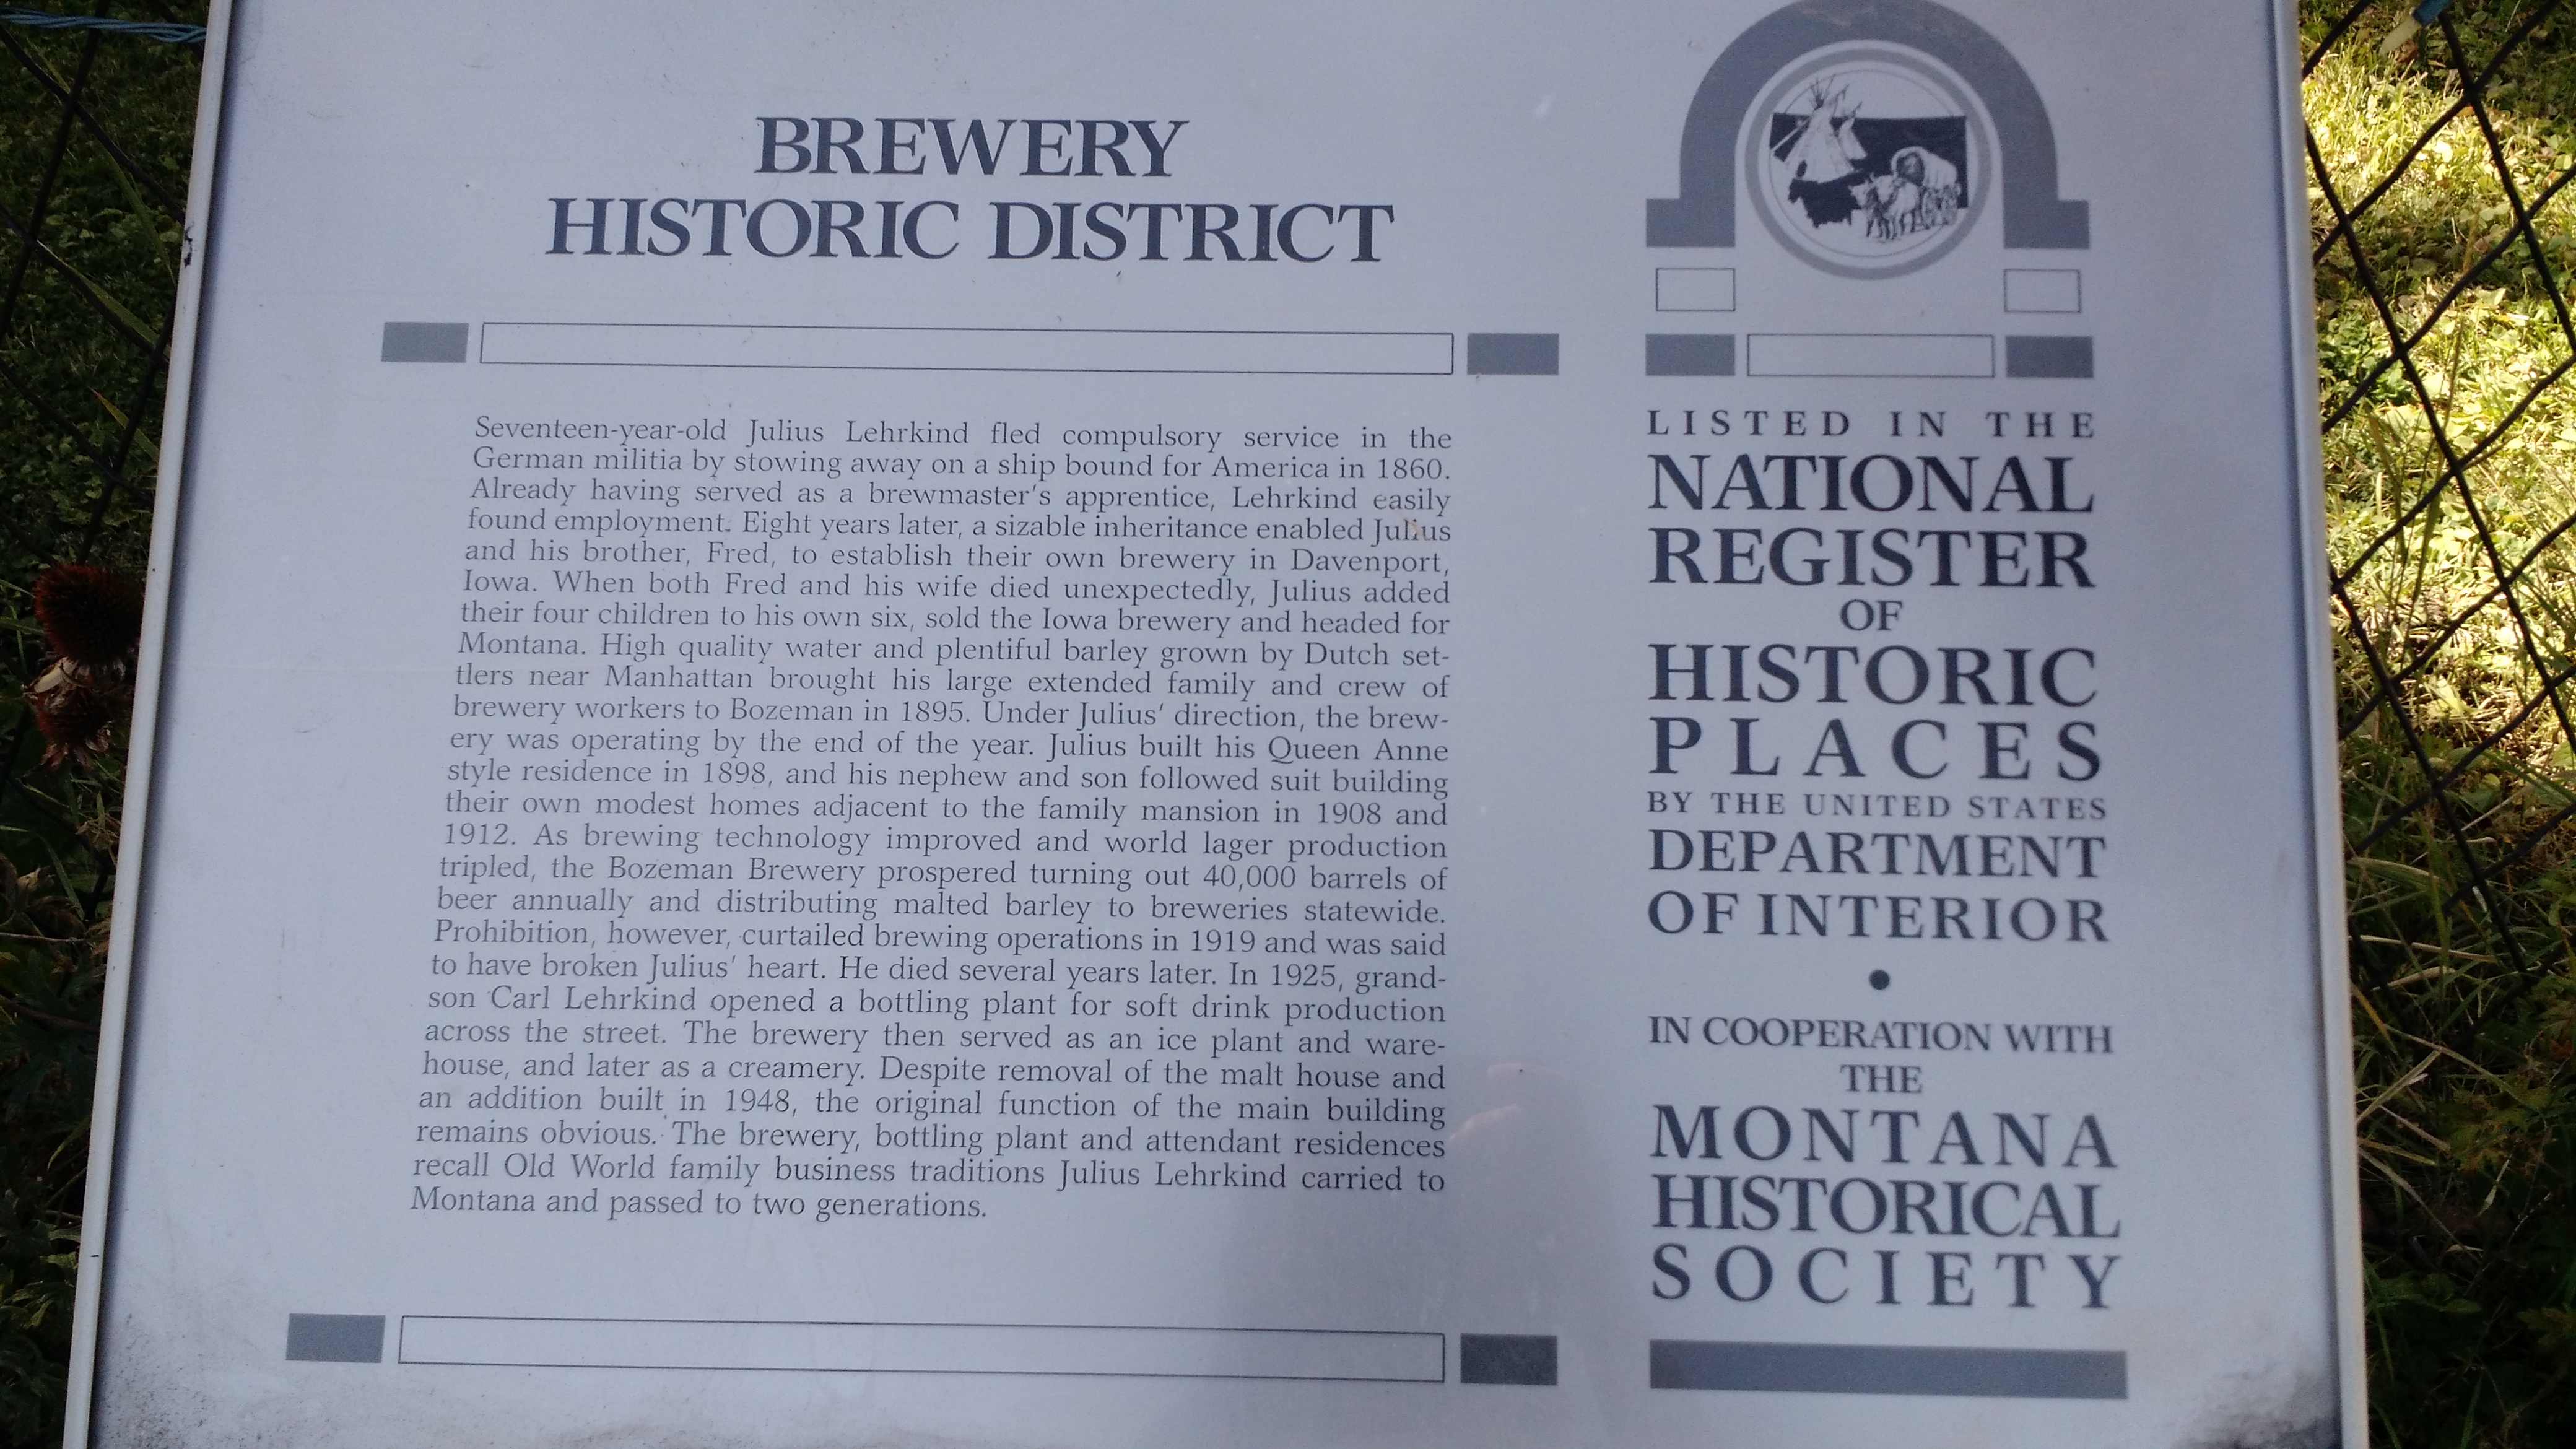 BREWERY
HISTORIC DISTRICT
Seventeen-year-old Julius Lehrkind fled compulsory service in the
German militia by stowing away on a ship bound for America in 1860.
Already having served as a brewmaster's apprentice, Lehrkind easily
found employment. Eight years later, a sizable inheritance enabled Julius
and his brother, Fred, to establish their own brewery in Davenport,
Iowa. When both Fred and his wife died unexpectedly, Julius added
their four children to his own six, sold the Iowa brewery and headed for
Montana. High quality water and plentiful barley grown by Dutch set-
tlers near Manhattan brought his large extended family and crew of
brewery workers to Bozeman in 1895. Under Julius' direction, the brew-
ery was operating by the end of the year. Julius built his Queen Anne
style residence in 1898, and his nephew and son followed suit building
their own modest homes adjacent to the family mansion in 1908 and
1912. As brewing technology improved and world lager production
tripled, the Bozeman Brewery prospered turning out 40,000 barrels of
beer annually and distributing malted barley to breweries statewide.
Prohibition, however, curtailed brewing operations in 1919 and was said
to have broken Julius' heart. He died several years later. In 1925, grand-
son Carl Lehrkind opened a bottling plant for soft drink production
across the street. The brewery then served as an ice plant and ware-
house, and later as a creamery. Despite removal of the malt house and
an addition built in 1948, the original function of the main building
remains obvious. The brewery, bottling plant and attendant residences
recall Old World family business traditions Julius Lehrkind carried to
Montana and passed to two generations.
LISTED IN THE
NATIONAL
REGISTER
OF
HISTORIC
PLACES
BY THE UNITED STATES
DEPARTMENT
OF INTERIOR
•
IN COOPERATION WITH
THE
MONTANA
HISTORICAL
SOCIETY